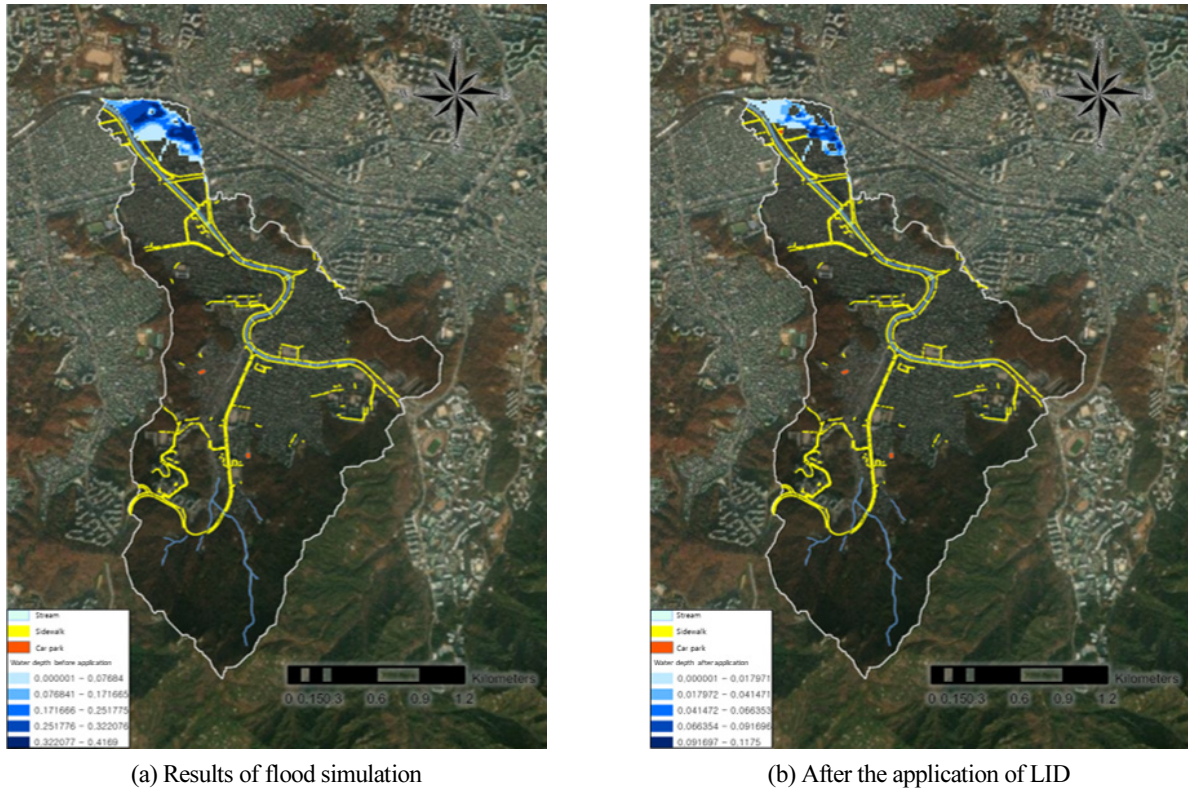 Stream
Sidewalk
Car park
Water depth before application
0.000001 - 0.07684
0.076841 - 0.171665
0.171666 - 0.251775
0.251776 - 0.322076
0.322077 - 0.4169
Kilometers
0 0.150.3 0.6 0.9 1.2
(a) Results of flood simulation
Stream
Sidewalk
Car park
Water depth after application
0.000001 - 0.017971
0.017972 - 0.041471
0.041472 - 0.066353
0.066354 - 0.091696
0.091697 - 0.1175
Kilometers
0 0.150.3 0.6 0.9 1.2
(b) After the application of LID